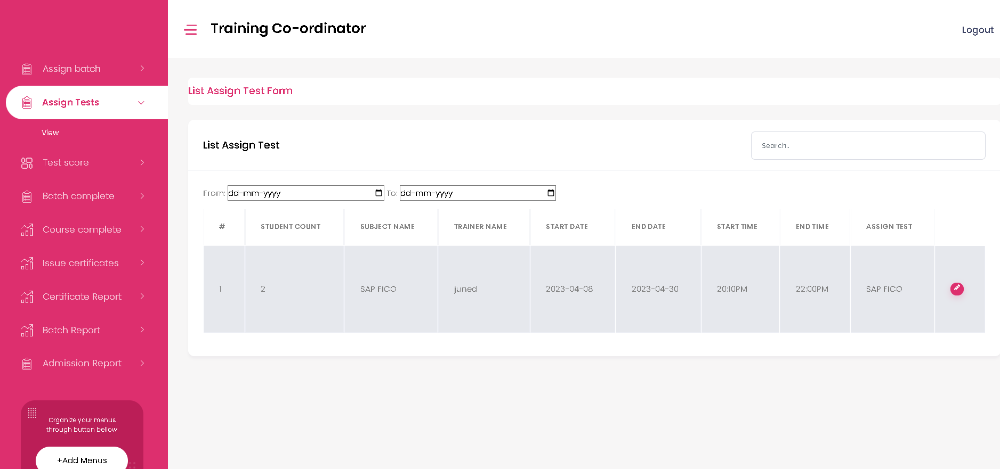 Training Co-ordinator
Logout
Assign batch
Assign Tests
View
Test score
Batch complete
Course complete
Issue certificates
Certificate Report
Batch Report
Admission Report
Organize your menus
through button bellow
+Add Menus
List Assign Test Form
List Assign Test
Search..
From: dd-mm-yyyy To: dd-mm-yyyy
# STUDENT COUNT SUBJECT NAME TRAINER NAME START DATE END DATE START TIME END TIME ASSIGN TEST
1 2 SAP FICO juned 2023-04-08 2023-04-30 20:10PM 22:00PM SAP FICO